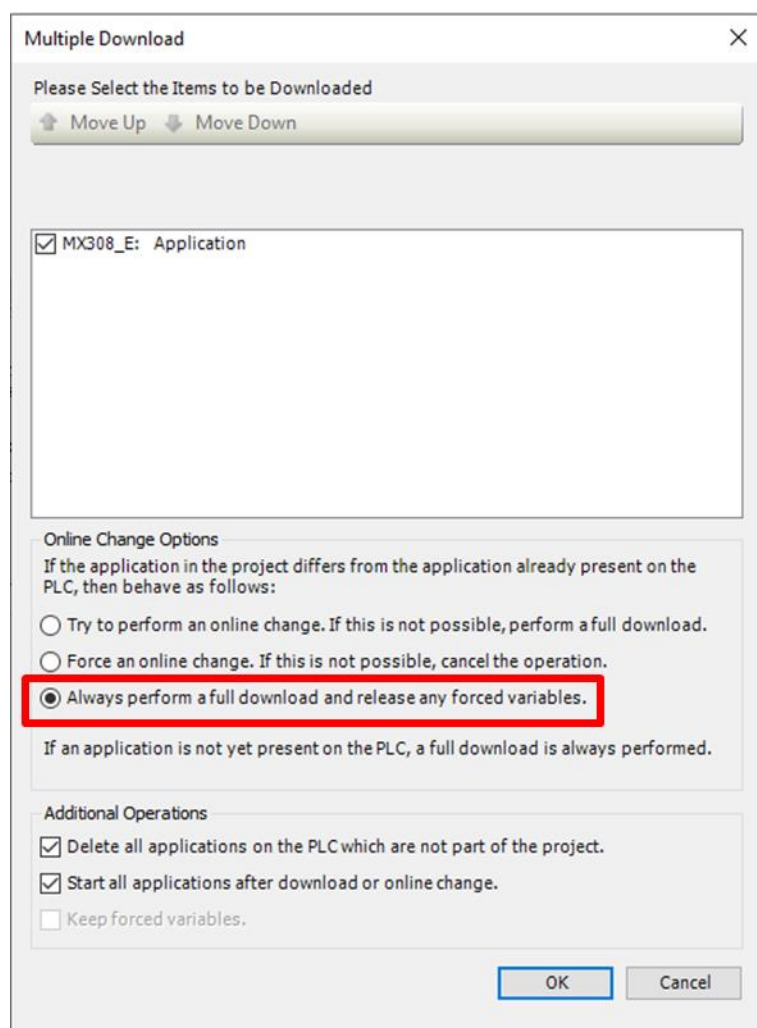 Multiple Download
Please Select the Items to be Downloaded
Move Up Move Down
MX308_E: Application
Online Change Options
If the application in the project differs from the application already present on the
PLC, then behave as follows:
Try to perform an online change. If this is not possible, perform a full download.
Force an online change. If this is not possible, cancel the operation.
Always perform a full download and release any forced variables.
If an application is not yet present on the PLC, a full download is always performed.
Additional Operations
Delete all applications on the PLC which are not part of the project.
Start all applications after download or online change.
Keep forced variables.
OK Cancel